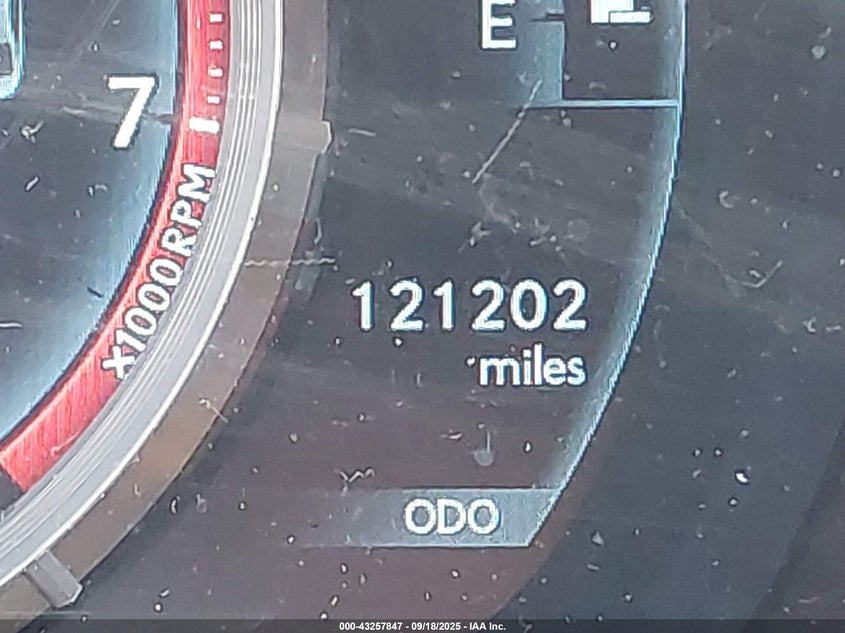 E
7
x1000RPM
121202
miles
ODO
000-43257847 - 09/18/2025 - IAA Inc.